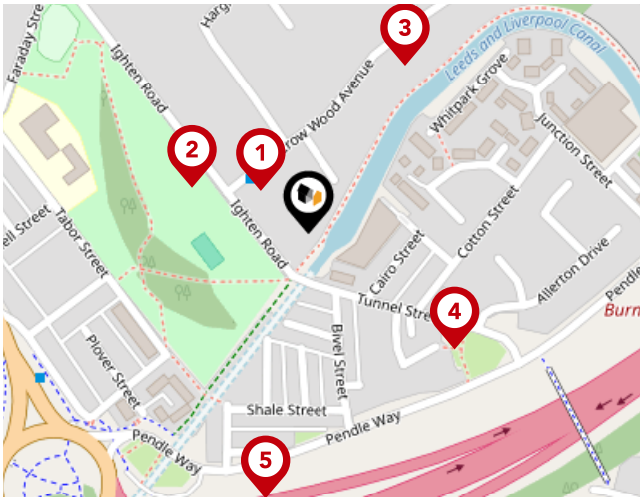 Faraday Stre
Harg
3
Ighten Road
Leeds and Liverpool Canal
Whitpark Grove
row Wood Avenue
Junction Street
2
1
Ighten Road
ell Street
Tabor Street
Cotton Street
Cairo Street
Allerton Drive
Pendle
Tunnel Stre
4
Burn
Bivel Street
Plover Street
Shale Street
Pendle Way
Pendle Way
5